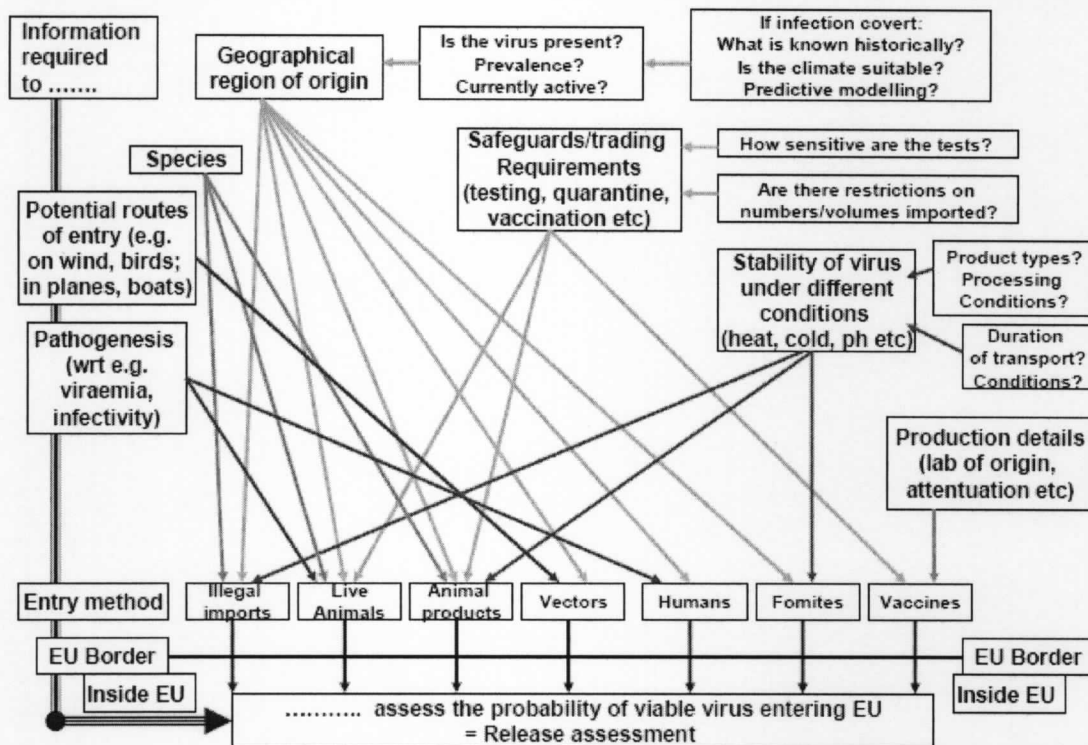 Information
required
to .......
Geographical
region of origin
Is the virus present?
Prevalence?
Currently active?
If infection covert:
What is known historically?
Is the climate suitable?
Predictive modelling?
Species
Safeguards/trading
Requirements
(testing, quarantine,
vaccination etc)
How sensitive are the tests?
Are there restrictions on
numbers/volumes imported?
Potential routes
of entry (e.g.
on wind, birds;
in planes, boats)
Stability of virus
under different
conditions
(heat, cold, ph etc)
Product types?
Processing
Conditions?
Duration
of transport?
Conditions?
Pathogenesis
(wrt e.g.
viraemia,
infectivity)
Production details
(lab of origin,
attentuation etc)
Entry method
Illegal
imports
Live
Animals
Animal
products
Vectors
Humans
Fomites
Vaccines
EU Border
EU Border
Inside EU
Inside EU
........... assess the probability of viable virus entering EU
= Release assessment